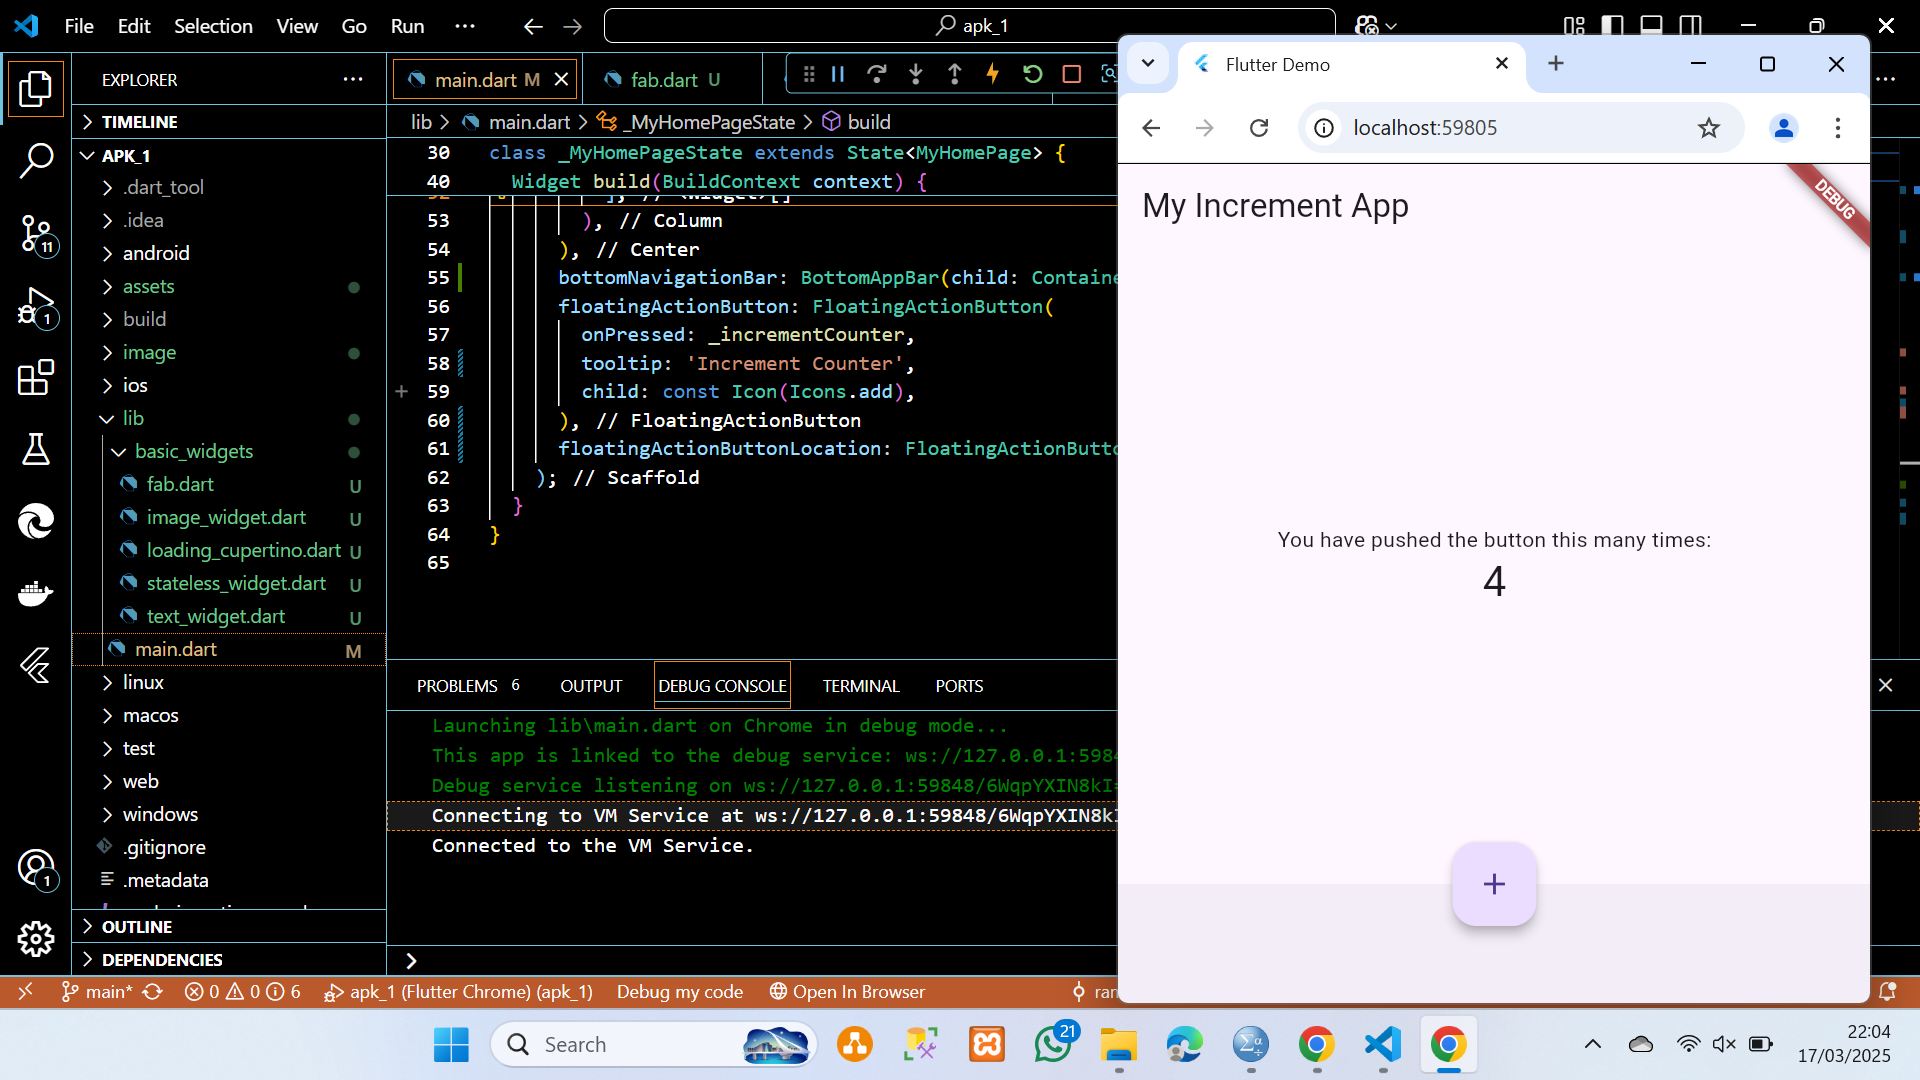 File Edit Selection View Go Run
apk_1
EXPLORER
TIMELINE
APK_1
.dart_tool
.idea
android
assets
build
image
ios
lib
basic_widgets
fab.dart U
image_widget.dart U
loading_cupertino.dart U
stateless_widget.dart U
text_widget.dart U
main.dart M
linux
macos
test
web
windows
.gitignore
.metadata
OUTLINE
DEPENDENCIES
11
1
1
main.dart M
fab.dart U
lib > main.dart > _MyHomePageState > build
30 class _MyHomePageState extends State<MyHomePage> {
40 Widget build(BuildContext context) {
53 ), // Column
54 ), // Center
55 bottomNavigationBar: BottomAppBar(child: Containe
56 floatingActionButton: FloatingActionButton(
57 onPressed: _incrementCounter,
58 tooltip: 'Increment Counter',
59 child: const Icon(Icons.add),
60 ), // FloatingActionButton
61 floatingActionButtonLocation: FloatingActionButto
62 ); // Scaffold
63 }
64 }
65
PROBLEMS 6 OUTPUT DEBUG CONSOLE TERMINAL PORTS
Launching lib\main.dart on Chrome in debug mode...
This app is linked to the debug service: ws://127.0.0.1:5984
Debug service listening on ws://127.0.0.1:59848/6WqpYXIN8kI=
Connecting to VM Service at ws://127.0.0.1:59848/6WqpYXIN8kI
Connected to the VM Service.
>
main* 0 0 6 apk_1 (Flutter Chrome) (apk_1) Debug my code Open In Browser
Flutter Demo
localhost:59805
My Increment App
DEBUG
You have pushed the button this many times:
4
+
Search
21
22:04
17/03/2025